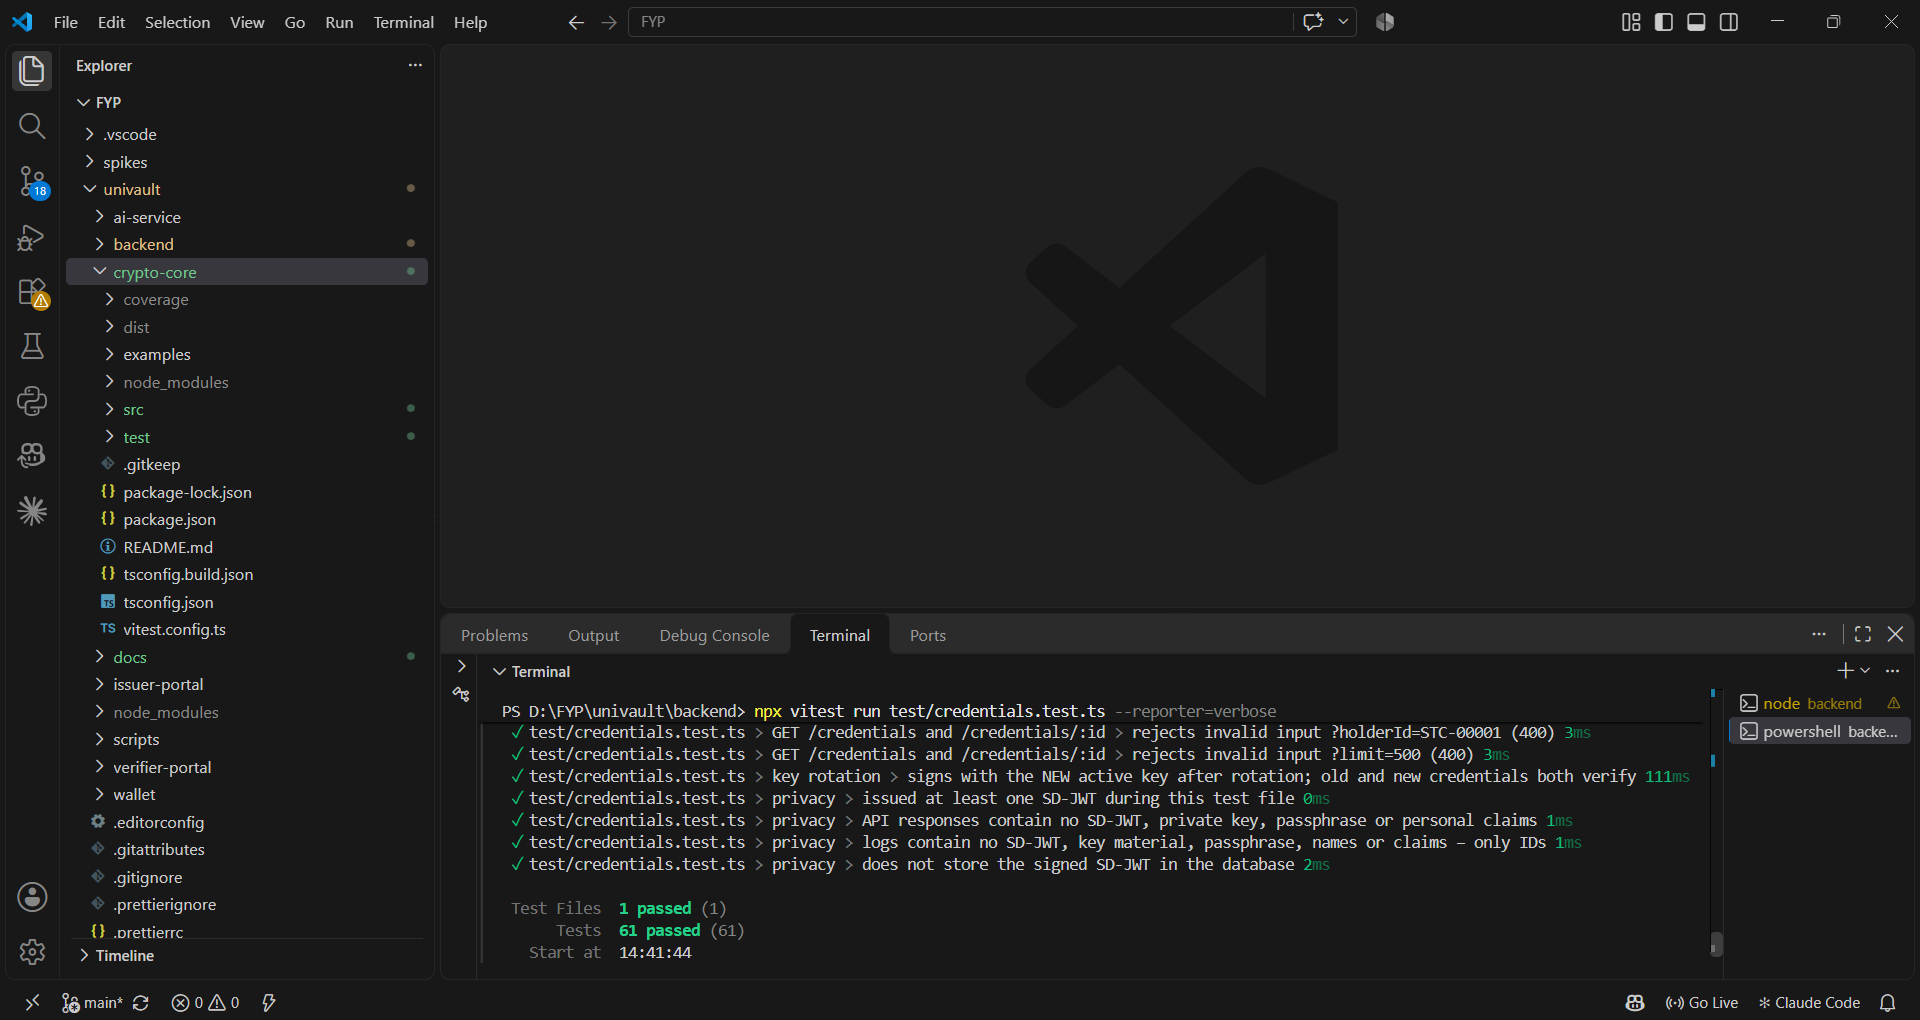 File Edit Selection View Go Run Terminal Help
FYP
Explorer
FYP
.vscode
spikes
18
univault
ai-service
backend
crypto-core
coverage
dist
examples
node_modules
src
test
.gitkeep
{} package-lock.json
{} package.json
README.md
{} tsconfig.build.json
TS tsconfig.json
TS vitest.config.ts
docs
issuer-portal
node_modules
scripts
verifier-portal
wallet
.editorconfig
.gitattributes
.gitignore
.prettierignore
{} .prettierrc
Timeline
Problems Output Debug Console Terminal Ports
Terminal
PS D:\FYP\univault\backend> npx vitest run test/credentials.test.ts --reporter=verbose
✓ test/credentials.test.ts > GET /credentials and /credentials/:id > rejects invalid input ?holderId=STC-00001 (400) 3ms
✓ test/credentials.test.ts > GET /credentials and /credentials/:id > rejects invalid input ?limit=500 (400) 3ms
✓ test/credentials.test.ts > key rotation > signs with the NEW active key after rotation; old and new credentials both verify 111ms
✓ test/credentials.test.ts > privacy > issued at least one SD-JWT during this test file 0ms
✓ test/credentials.test.ts > privacy > API responses contain no SD-JWT, private key, passphrase or personal claims 1ms
✓ test/credentials.test.ts > privacy > logs contain no SD-JWT, key material, passphrase, names or claims – only IDs 1ms
✓ test/credentials.test.ts > privacy > does not store the signed SD-JWT in the database 2ms
Test Files 1 passed (1)
Tests 61 passed (61)
Start at 14:41:44
node backend
powershell backe...
main* 0 0
Go Live Claude Code